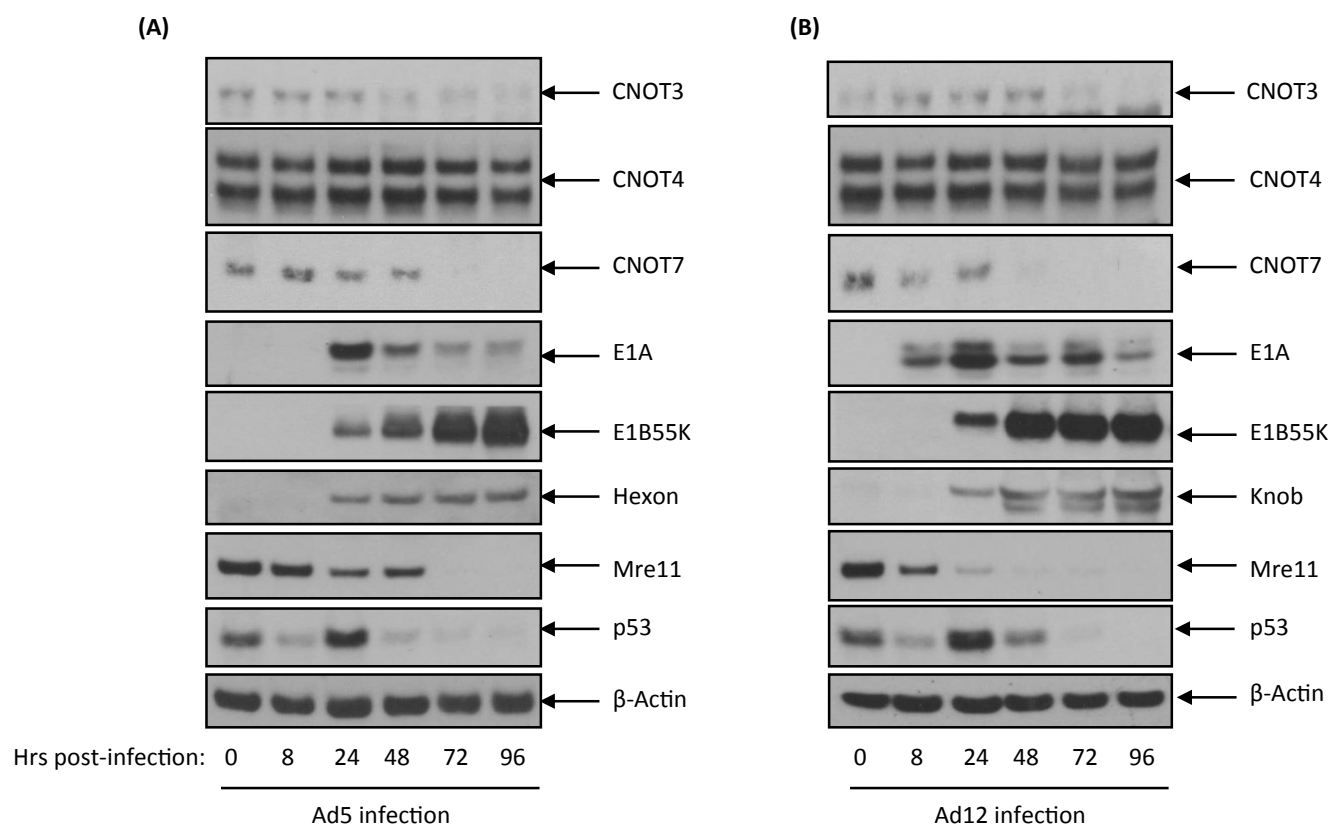 (A)
CNOT3
CNOT4
CNOT7
E1A
E1B55K
Hexon
Mre11
p53
β-Actin
Hrs post-infection: 0 8 24 48 72 96
Ad5 infection
(B)
CNOT3
CNOT4
CNOT7
E1A
E1B55K
Knob
Mre11
p53
β-Actin
0 8 24 48 72 96
Ad12 infection